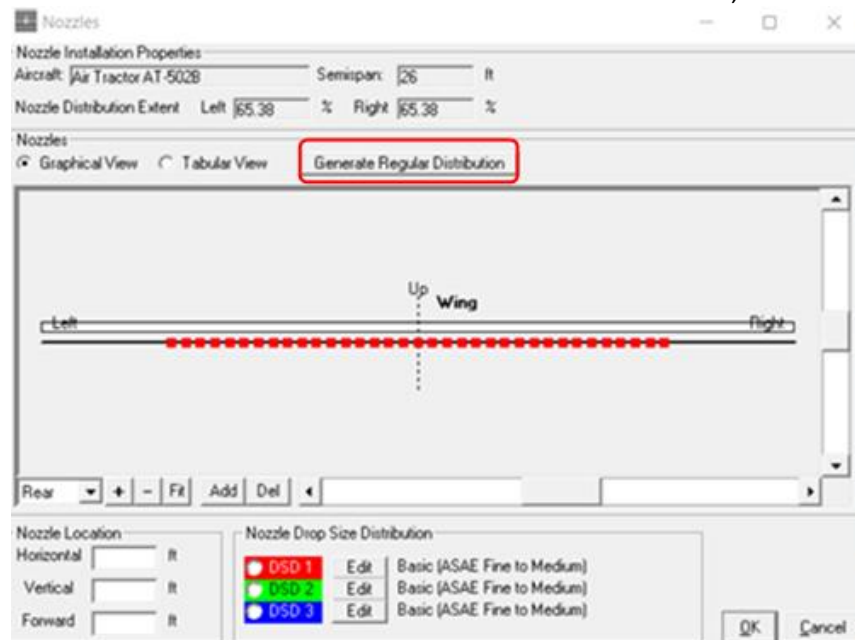 Nozzles
Nozzle Installation Properties
Aircraft: Air Tractor AT-502B Semispan: 26 ft
Nozzle Distribution Extent Left 65.38 % Right 65.38 %
Nozzles
Graphical View Tabular View Generate Regular Distribution
Up
Wing
Left Right
Rear + - Fit Add Del
Nozzle Location Nozzle Drop Size Distribution
Horizontal ft
DSD 1 Edit Basic (ASAE Fine to Medium)
Vertical ft DSD 2 Edit Basic (ASAE Fine to Medium)
Forward ft DSD 3 Edit Basic (ASAE Fine to Medium)
OK Cancel